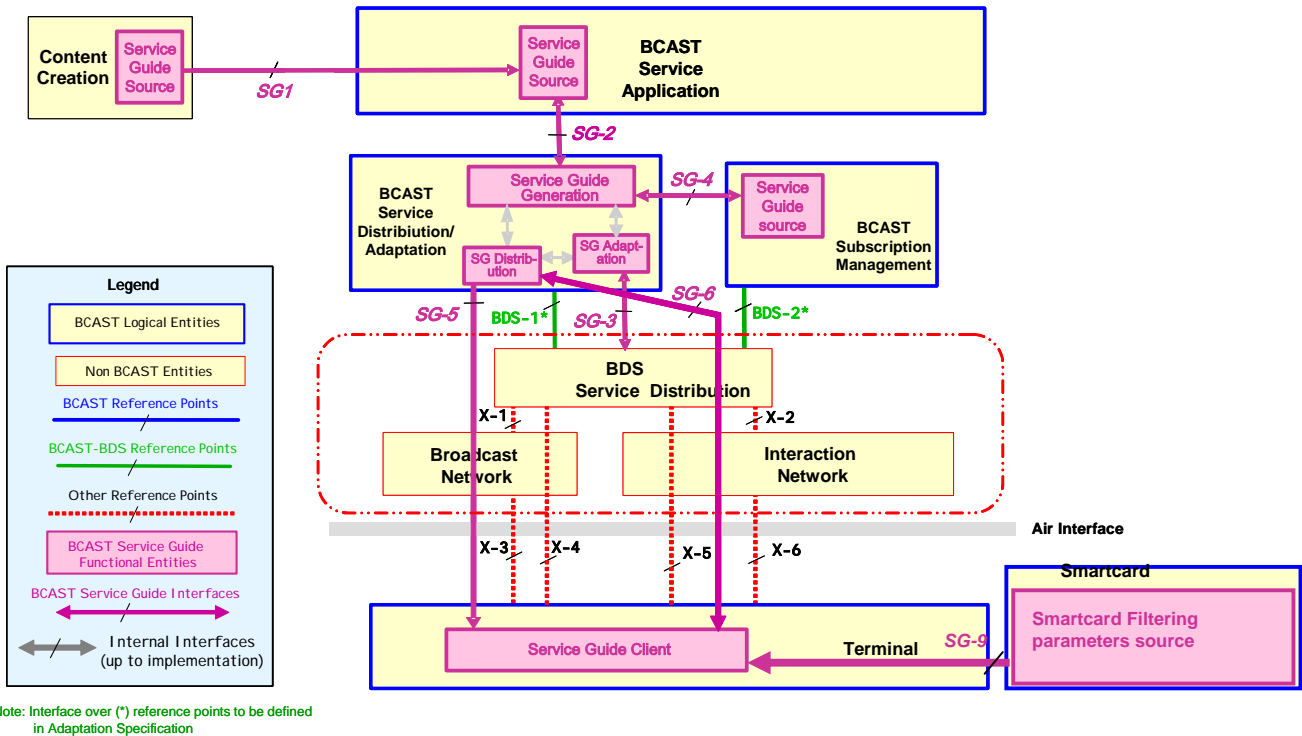 Content
Creation
Service
Guide
Source
SG1
Service
Guide
Source
BCAST
Service
Application
SG-2
BCAST
Service
Distribiution/
Adaptation
Service Guide
Generation
SG Distrib-
ution
SG Adapt-
ation
SG-4
Service
Guide
source
BCAST
Subscription
Management
SG-5
BDS-1*
SG-3
SG-6
BDS-2*
BDS
Service Distribution
X-1
X-2
Broadcast
Network
Interaction
Network
Air Interface
X-3
X-4
X-5
X-6
Smartcard
Smartcard Filtering
parameters source
SG-9
Terminal
Service Guide Client
Legend
BCAST Logical Entities
Non BCAST Entities
BCAST Reference Points
BCAST-BDS Reference Points
Other Reference Points
BCAST Service Guide
Functional Entities
BCAST Service Guide Interfaces
Internal Interfaces
(up to implementation)
Note: Interface over (*) reference points to be defined
in Adaptation Specification